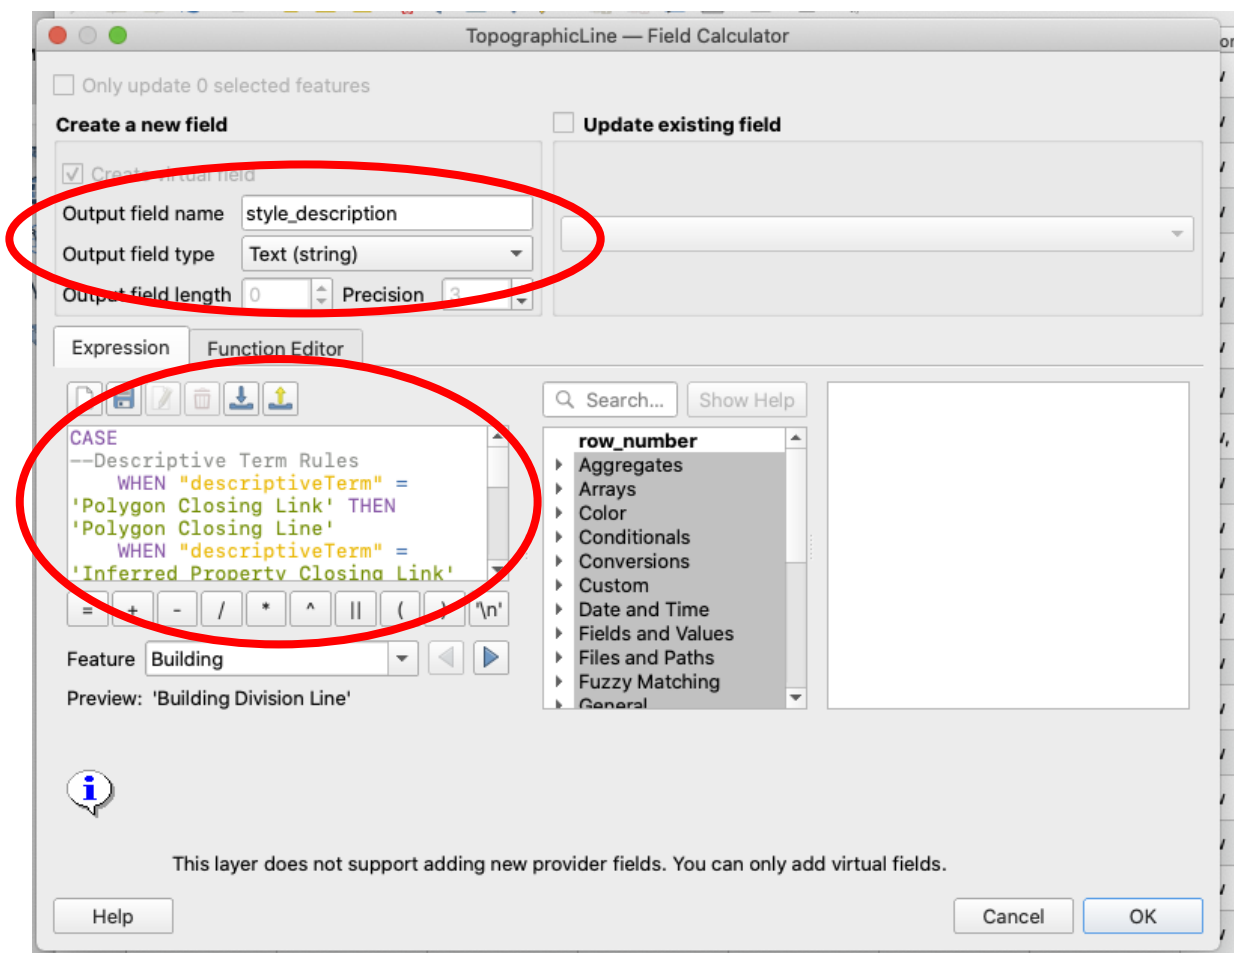 TopographicLine — Field Calculator
Only update 0 selected features
Create a new field
Update existing field
Create virtual field
Output field name
style_description
Output field type
Text (string)
Output field length
0
Precision
3
Expression
Function Editor
Search...
Show Help
CASE
--Descriptive Term Rules
WHEN "descriptiveTerm" =
'Polygon Closing Link' THEN
'Polygon Closing Line'
WHEN "descriptiveTerm" =
'Inferred Property Closing Link'
row_number
Aggregates
Arrays
Color
Conditionals
Conversions
Custom
Date and Time
Fields and Values
Files and Paths
Fuzzy Matching
General
= + - / * ^ || ( ) '\n'
Feature
Building
Preview: 'Building Division Line'
This layer does not support adding new provider fields. You can only add virtual fields.
Help
Cancel
OK